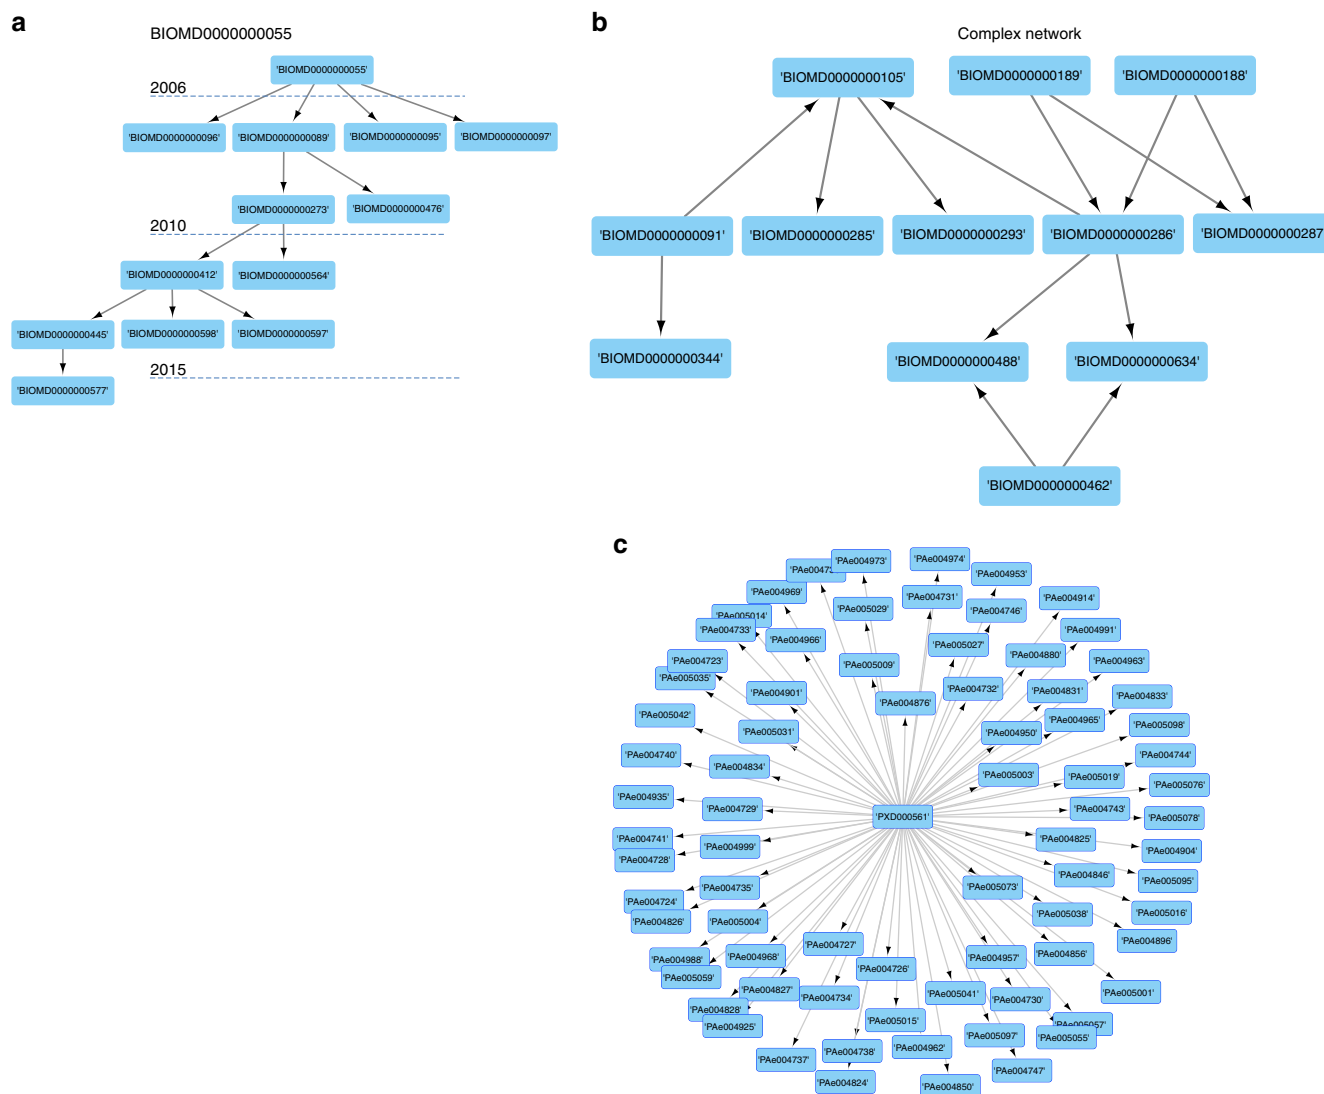 a
BIOMD0000000055
'BIOMD0000000055'
2006
'BIOMD0000000096' 'BIOMD0000000089' 'BIOMD0000000095' 'BIOMD0000000097'
'BIOMD0000000273' 'BIOMD0000000476'
2010
'BIOMD0000000412' 'BIOMD0000000564'
'BIOMD0000000445' 'BIOMD0000000598' 'BIOMD0000000597'
2015
'BIOMD0000000577'
b
Complex network
'BIOMD0000000105' 'BIOMD0000000189' 'BIOMD0000000188'
'BIOMD0000000091' 'BIOMD0000000285' 'BIOMD0000000293' 'BIOMD0000000286' 'BIOMD0000000287
'BIOMD0000000344' 'BIOMD0000000488' 'BIOMD0000000634'
'BIOMD0000000462'
c
'PAe004973' 'PAe004974'
'PAe004953'
'PAe004969' 'PAe004731' 'PAe004914'
'PAe005014' 'PAe005029' 'PAe004746'
'PAe004733' 'PAe004966' 'PAe005027' 'PAe004991'
'PAe004723' 'PAe005009' 'PAe004880' 'PAe004963'
'PAe005035' 'PAe004901' 'PAe004876' 'PAe004732' 'PAe004831' 'PAe004833'
'PAe005042' 'PAe005031' 'PAe004950' 'PAe004965' 'PAe005098'
'PAe004740' 'PAe004834' 'PAe005003' 'PAe005019' 'PAe004744'
'PAe005076'
'PAe004935' 'PAe004729' 'PXD000561' 'PAe004743' 'PAe005078'
'PAe004741' 'PAe004999' 'PAe004825' 'PAe004904'
'PAe004728' 'PAe004846' 'PAe005095'
'PAe004724' 'PAe004735' 'PAe005073' 'PAe005016'
'PAe004826' 'PAe005004' 'PAe005038' 'PAe004896'
'PAe004988' 'PAe004968' 'PAe004727' 'PAe004726' 'PAe004957' 'PAe004856'
'PAe005059' 'PAe004827' 'PAe004734' 'PAe005041' 'PAe004730' 'PAe005001'
'PAe004828' 'PAe005015' 'PAe005057'
'PAe004925' 'PAe005097' 'PAe005055'
'PAe004737' 'PAe004738' 'PAe004962' 'PAe004747'
'PAe004824' 'PAe004850'